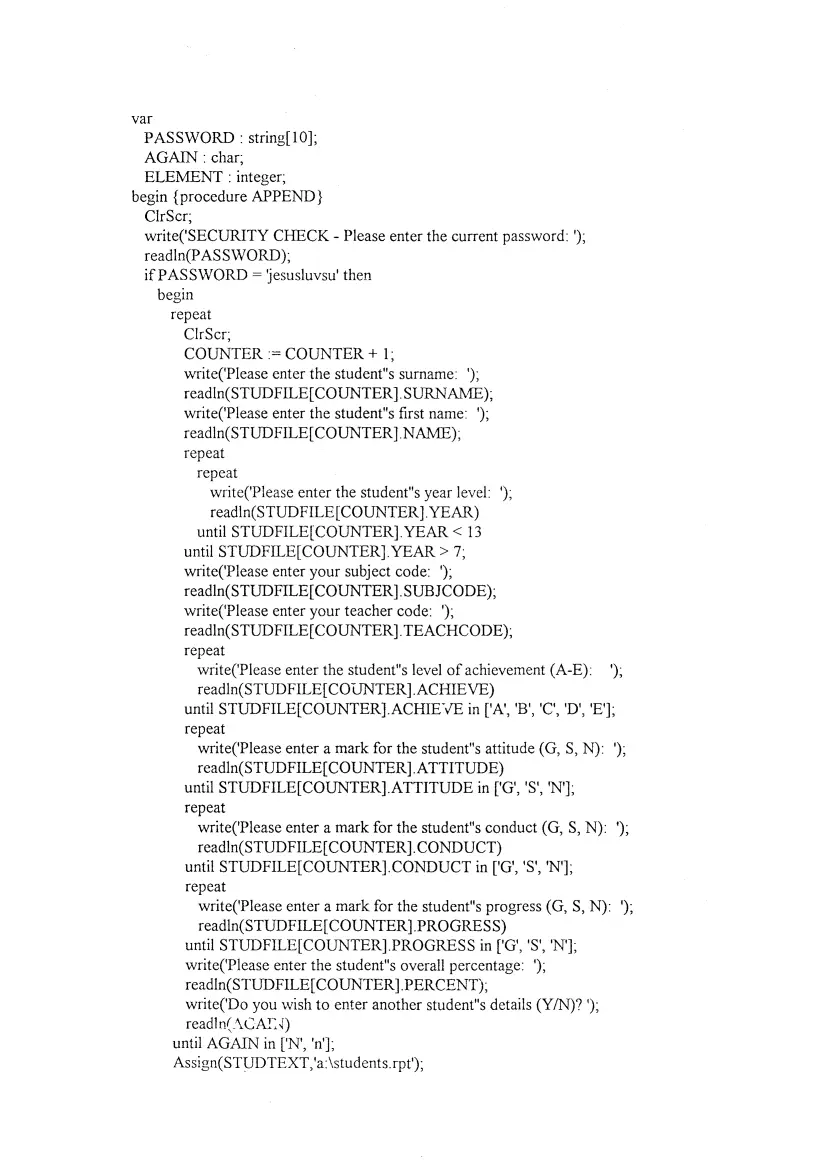 var
PASSWORD : string[10];
AGAIN : char;
ELEMENT : integer;
begin {procedure APPEND}
ClrScr;
write('SECURITY CHECK - Please enter the current password: ');
readln(PASSWORD);
if PASSWORD = 'jesusluvsu' then
begin
repeat
ClrScr;
COUNTER := COUNTER + 1;
write('Please enter the student''s surname:  ');
readln(STUDFILE[COUNTER].SURNAME);
write('Please enter the student''s first name:  ');
readln(STUDFILE[COUNTER].NAME);
repeat
repeat
write('Please enter the student''s year level:  ');
readln(STUDFILE[COUNTER].YEAR)
until STUDFILE[COUNTER].YEAR < 13
until STUDFILE[COUNTER].YEAR > 7;
write('Please enter your subject code:  ');
readln(STUDFILE[COUNTER].SUBJCODE);
write('Please enter your teacher code:  ');
readln(STUDFILE[COUNTER].TEACHCODE);
repeat
write('Please enter the student''s level of achievement (A-E):    ');
readln(STUDFILE[COUNTER].ACHIEVE)
until STUDFILE[COUNTER].ACHIEVE in ['A', 'B', 'C', 'D', 'E'];
repeat
write('Please enter a mark for the student''s attitude (G, S, N):  ');
readln(STUDFILE[COUNTER].ATTITUDE)
until STUDFILE[COUNTER].ATTITUDE in ['G', 'S', 'N'];
repeat
write('Please enter a mark for the student''s conduct (G, S, N):  ');
readln(STUDFILE[COUNTER].CONDUCT)
until STUDFILE[COUNTER].CONDUCT in ['G', 'S', 'N'];
repeat
write('Please enter a mark for the student''s progress (G, S, N):  ');
readln(STUDFILE[COUNTER].PROGRESS)
until STUDFILE[COUNTER].PROGRESS in ['G', 'S', 'N'];
write('Please enter the student''s overall percentage:  ');
readln(STUDFILE[COUNTER].PERCENT);
write('Do you wish to enter another student''s details (Y/N)? ');
readln(AGAIN)
until AGAIN in ['N', 'n'];
Assign(STUDTEXT,'a:\students.rpt');